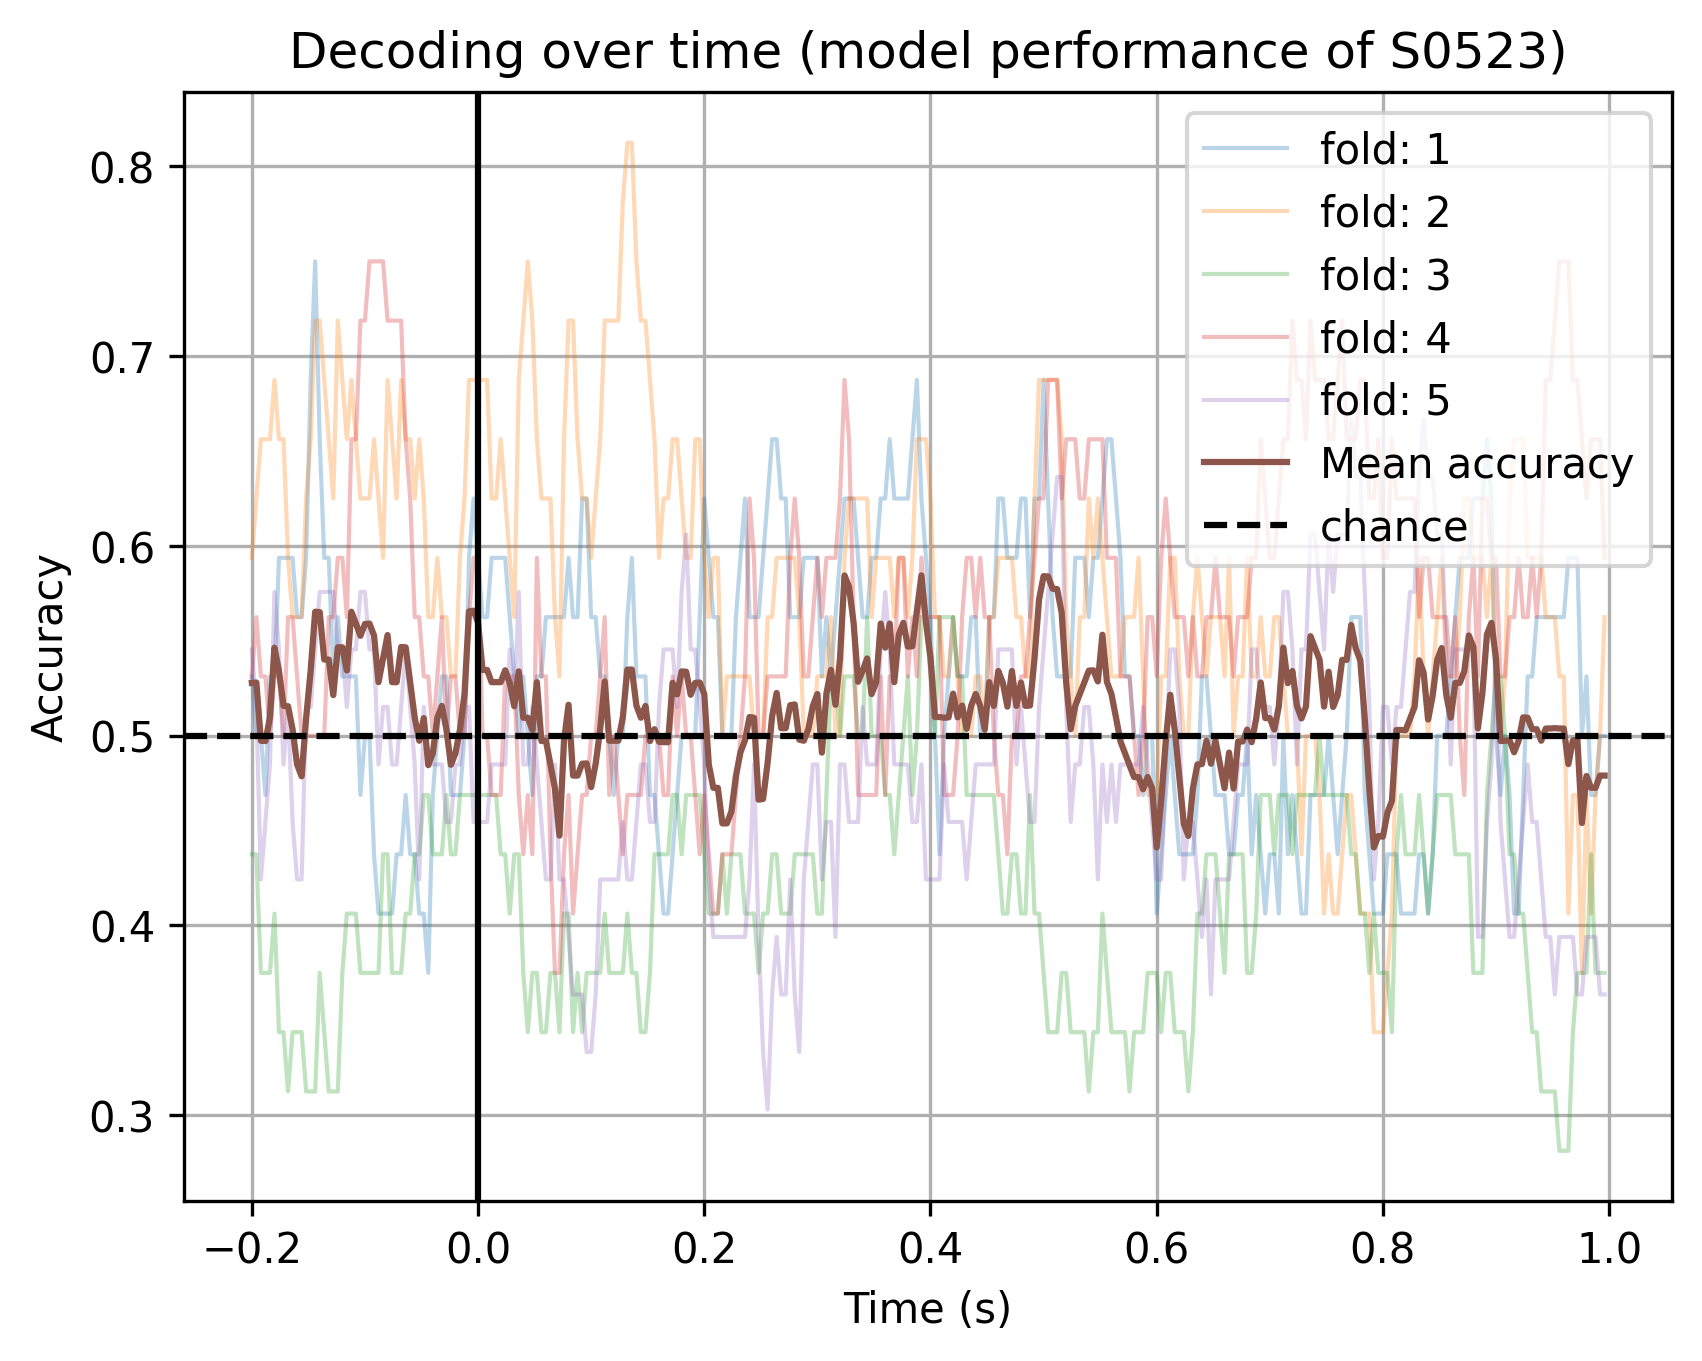 Decoding over time (model performance of S0523)
Accuracy
0.8
0.7
0.6
0.5
0.4
0.3
fold: 1
fold: 2
fold: 3
fold: 4
fold: 5
Mean accuracy
chance
−0.2 0.0 0.2 0.4 0.6 0.8 1.0
Time (s)